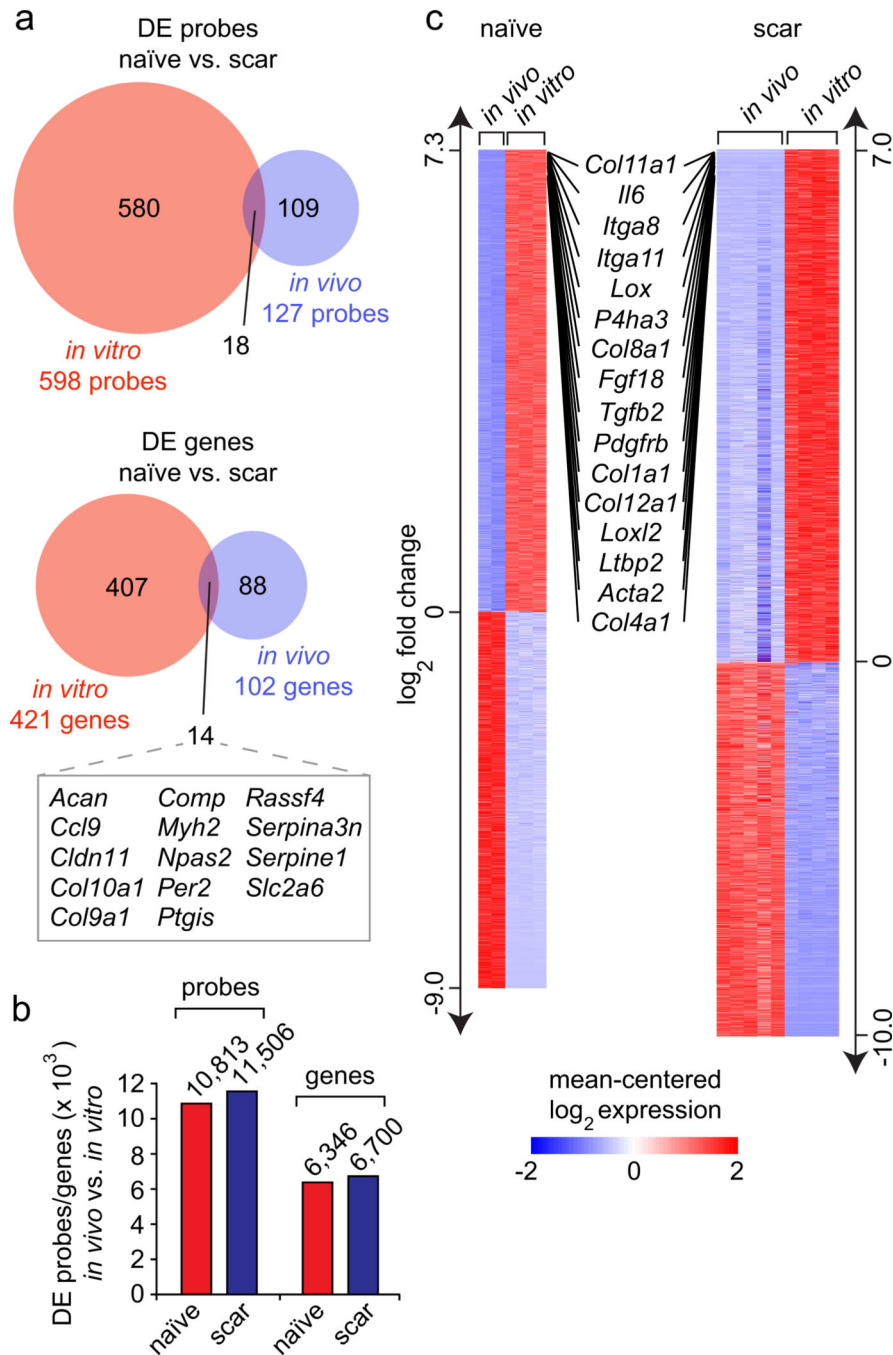 a
DE probes
naïve vs. scar
580
109
in vivo
127 probes
18
in vitro
598 probes
DE genes
naïve vs. scar
407
88
in vivo
102 genes
in vitro
421 genes
14
Acan Comp Rassf4
Ccl9 Myh2 Serpina3n
Cldn11 Npas2 Serpine1
Col10a1 Per2 Slc2a6
Col9a1 Ptgis
b
DE probes/genes (x 10³)
in vivo vs. in vitro
probes
10,813
11,506
genes
6,346
6,700
12
10
8
6
4
2
0
naïve
scar
naïve
scar
c
naïve
scar
in vivo
in vitro
in vivo
in vitro
7.3
0
-9.0
log₂ fold change
Col11a1
Il6
Itga8
Itga11
Lox
P4ha3
Col8a1
Fgf18
Tgfb2
Pdgfrb
Col1a1
Col12a1
Loxl2
Ltbp2
Acta2
Col4a1
7.0
0
-10.0
mean-centered
log₂ expression
-2 0 2